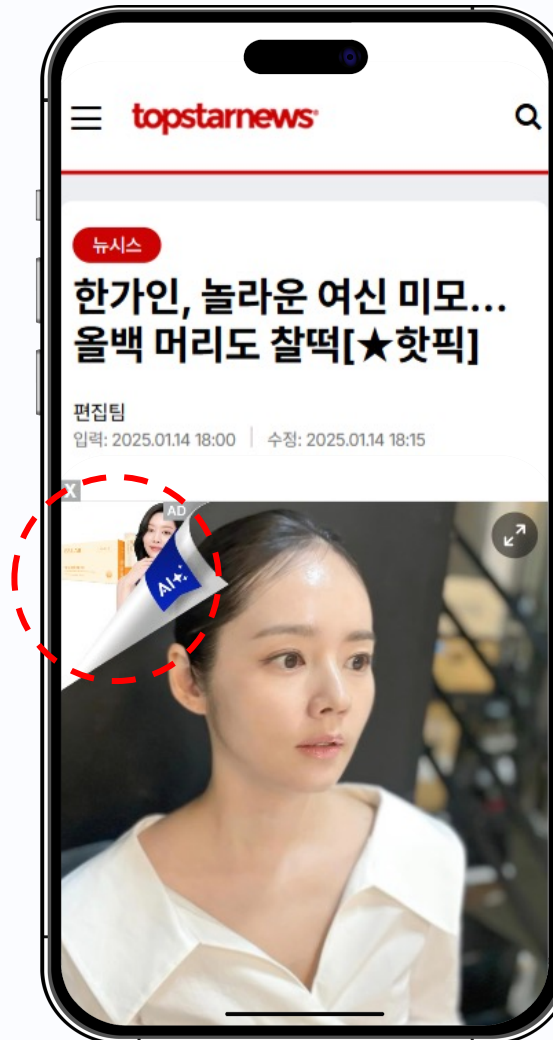 topstarnews
뉴시스
한가인, 놀라운 여신 미모…
올백 머리도 찰떡[★핫픽]
편집팀
입력: 2025.01.14 18:00 | 수정: 2025.01.14 18:15
X
AD
AI